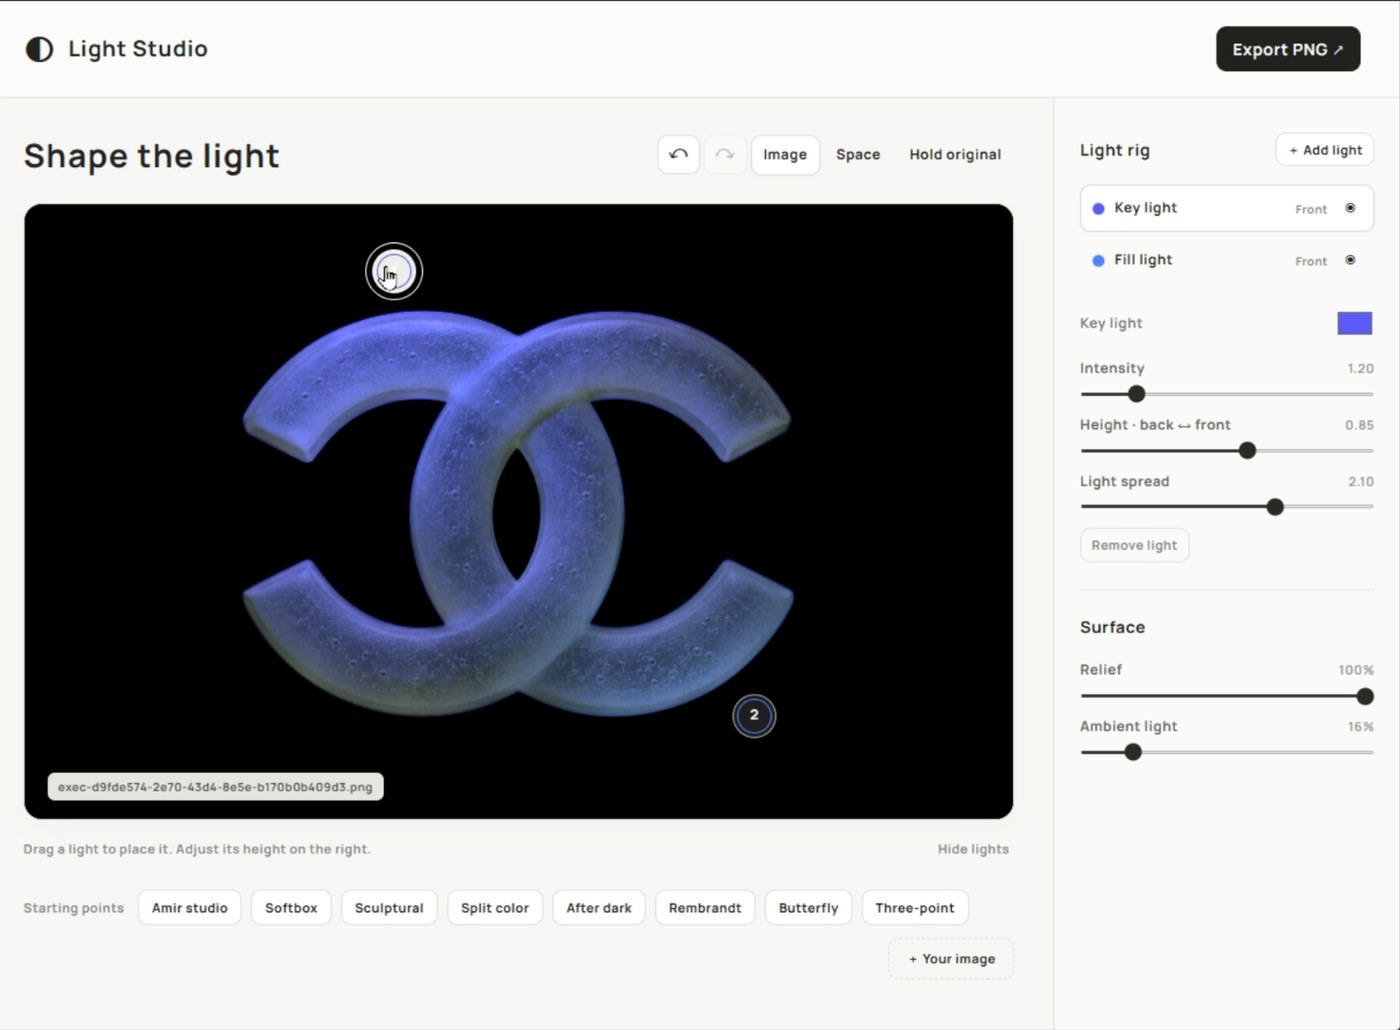 Light Studio
Export PNG ↗
Shape the light
Image
Space
Hold original
2
exec-d9fde574-2e70-43d4-8e5e-b170b0b409d3.png
Drag a light to place it. Adjust its height on the right.
Hide lights
Starting points
Amir studio
Softbox
Sculptural
Split color
After dark
Rembrandt
Butterfly
Three-point
+ Your image
Light rig
+ Add light
Key light Front
Fill light Front
Key light
Intensity 1.20
Height · back ↔ front 0.85
Light spread 2.10
Remove light
Surface
Relief 100%
Ambient light 16%